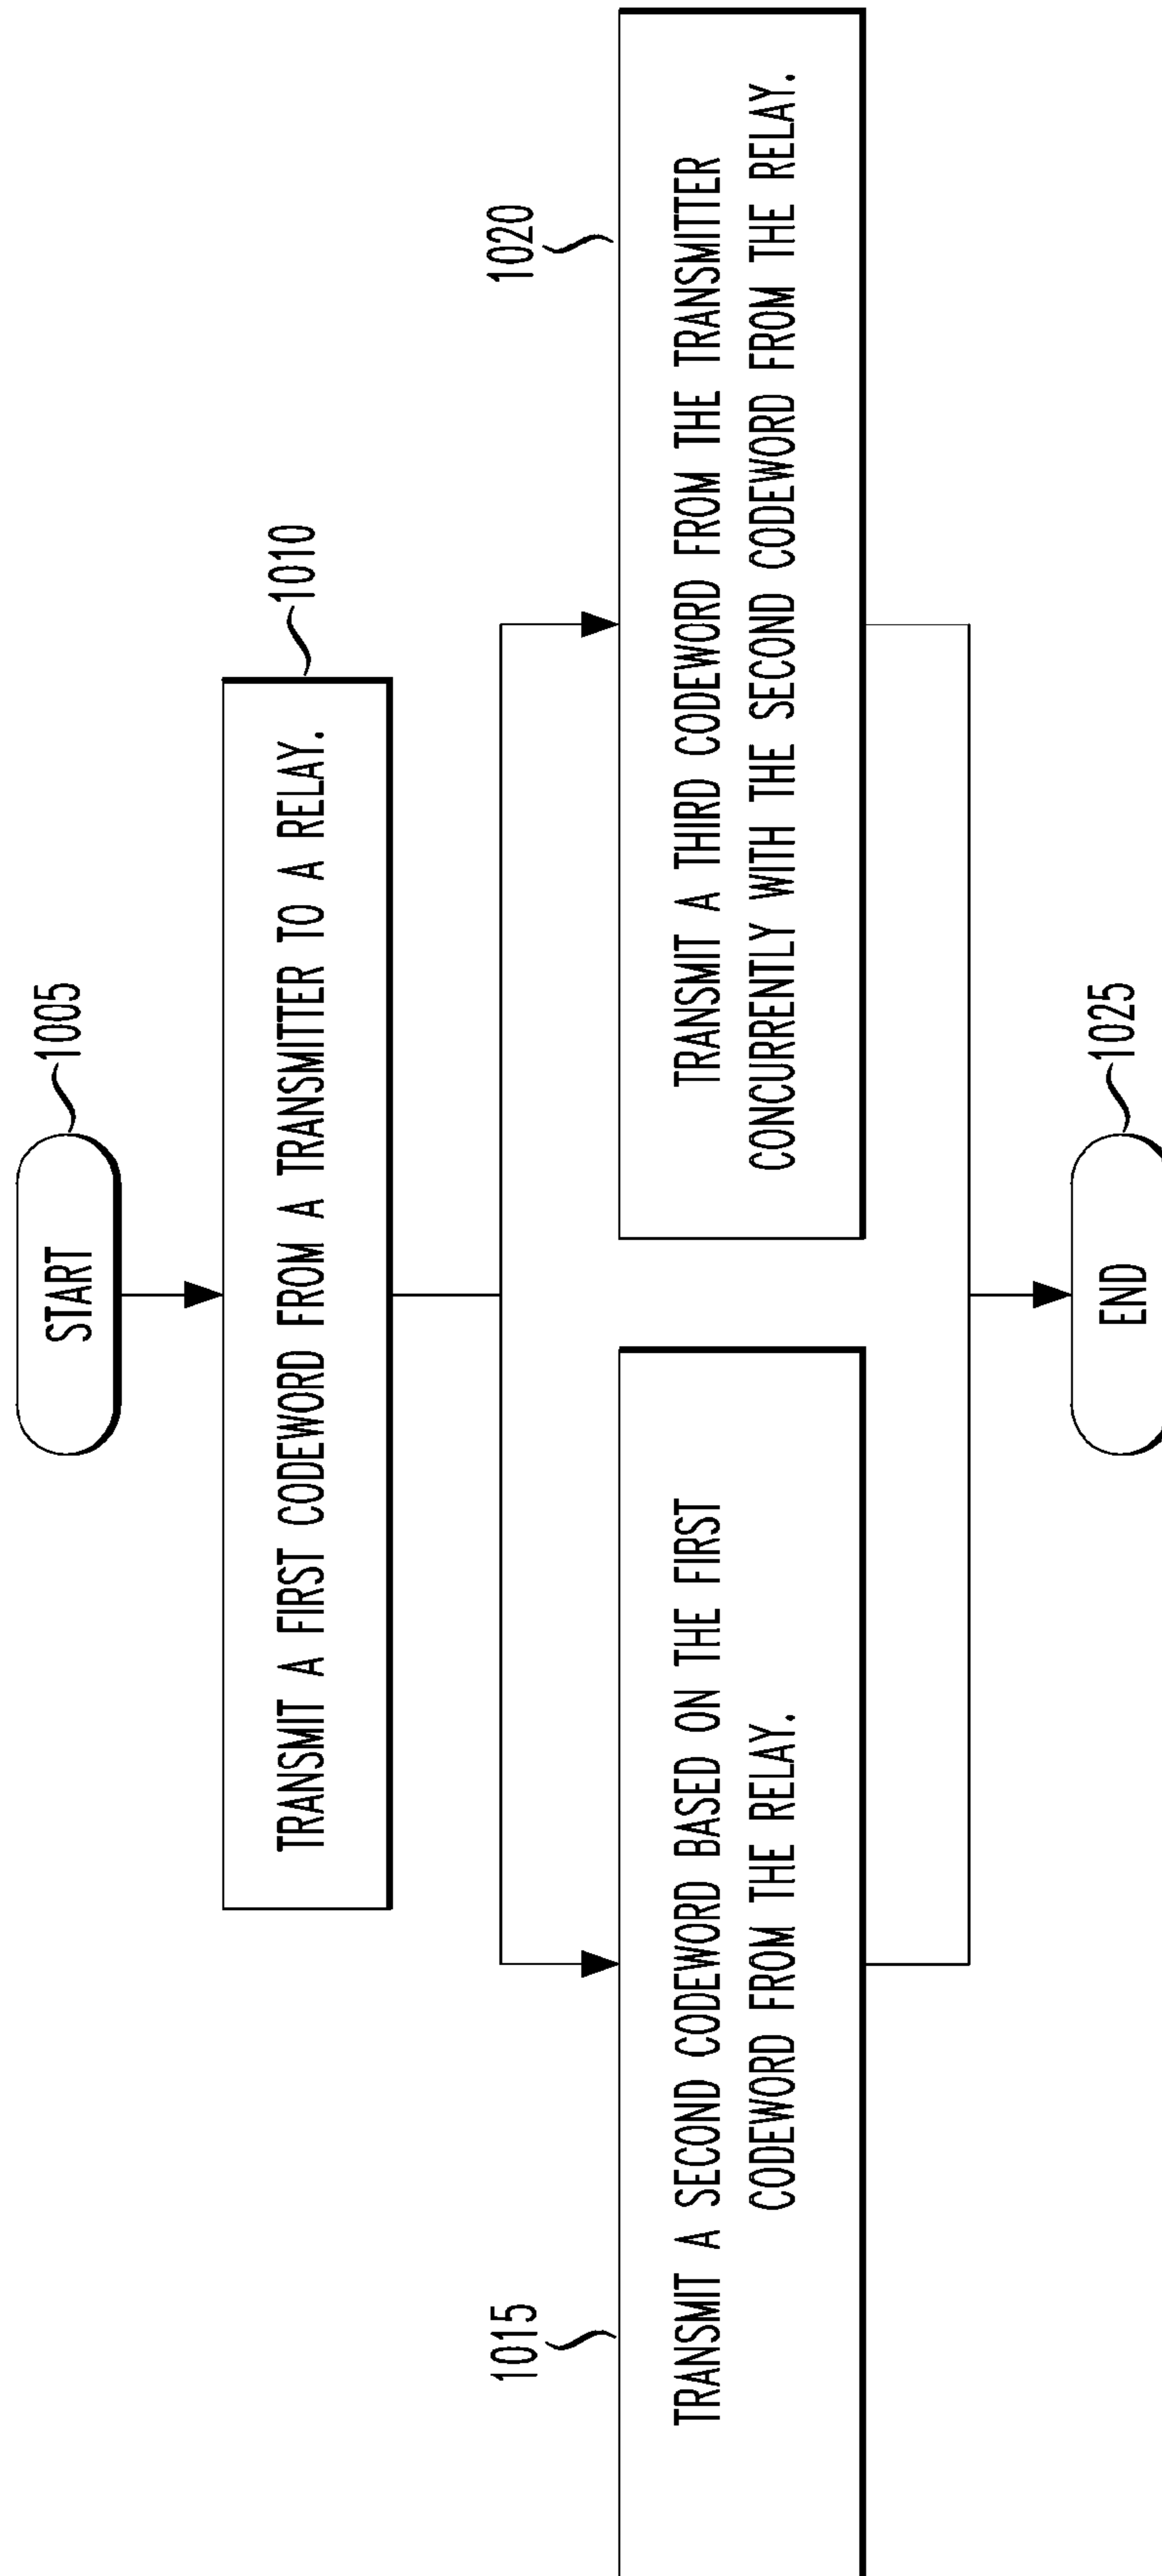 START
1005
TRANSMIT A FIRST CODEWORD FROM A TRANSMITTER TO A RELAY.
1010
1015
TRANSMIT A SECOND CODEWORD BASED ON THE FIRST
CODEWORD FROM THE RELAY.
1020
TRANSMIT A THIRD CODEWORD FROM THE TRANSMITTER
CONCURRENTLY WITH THE SECOND CODEWORD FROM THE RELAY.
END
1025